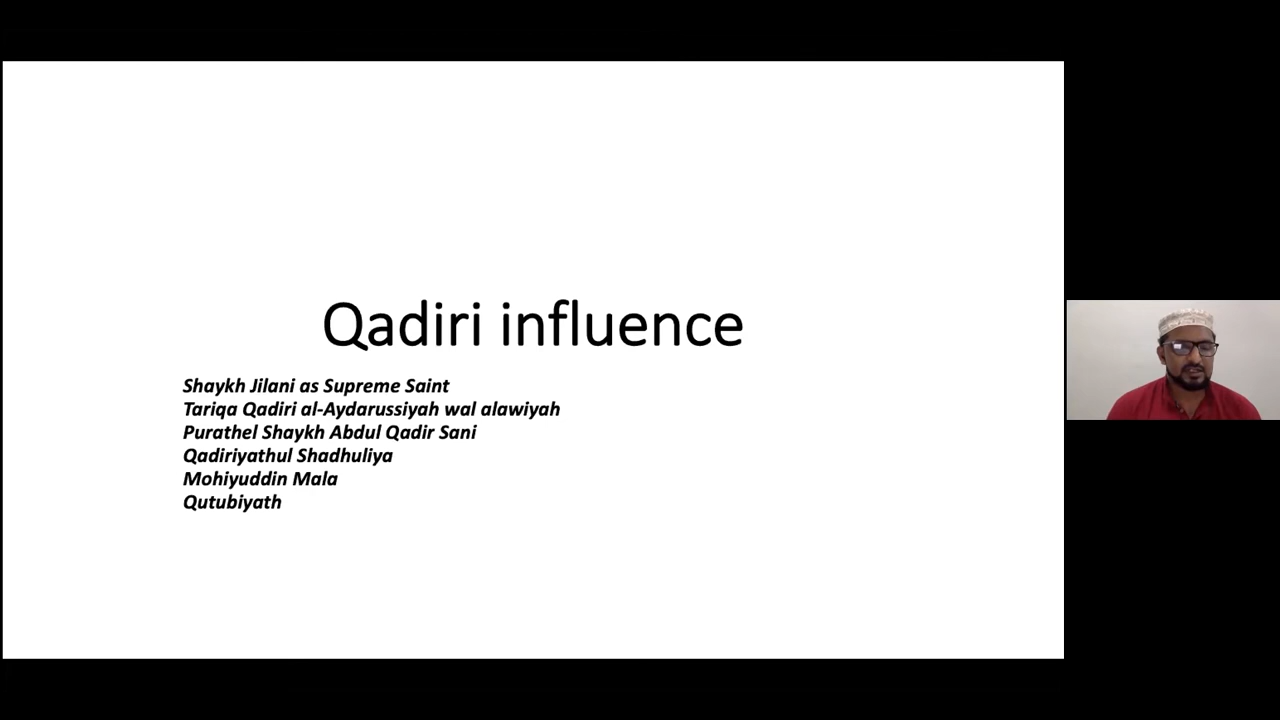 Qadiri influence
Shaykh Jilani as Supreme Saint
Tariqa Qadiri al-Aydarussiyah wal alawiyah
Purathel Shaykh Abdul Qadir Sani
Qadiriyathul Shadhuliya
Mohiyuddin Mala
Qutubiyath